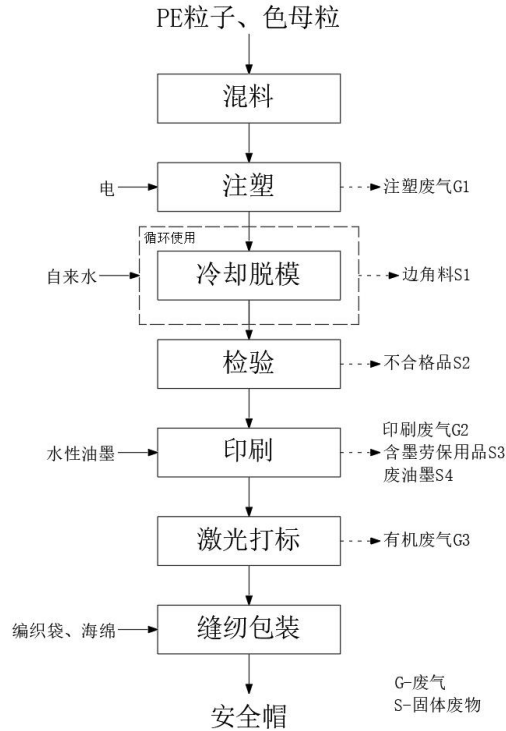 PE粒子、色母粒
混料
电
注塑
注塑废气G1
循环使用
自来水
冷却脱模
边角料S1
检验
不合格品S2
水性油墨
印刷
印刷废气G2
含墨劳保用品S3
废油墨S4
激光打标
有机废气G3
编织袋、海绵
缝纫包装
安全帽
G-废气
S-固体废物